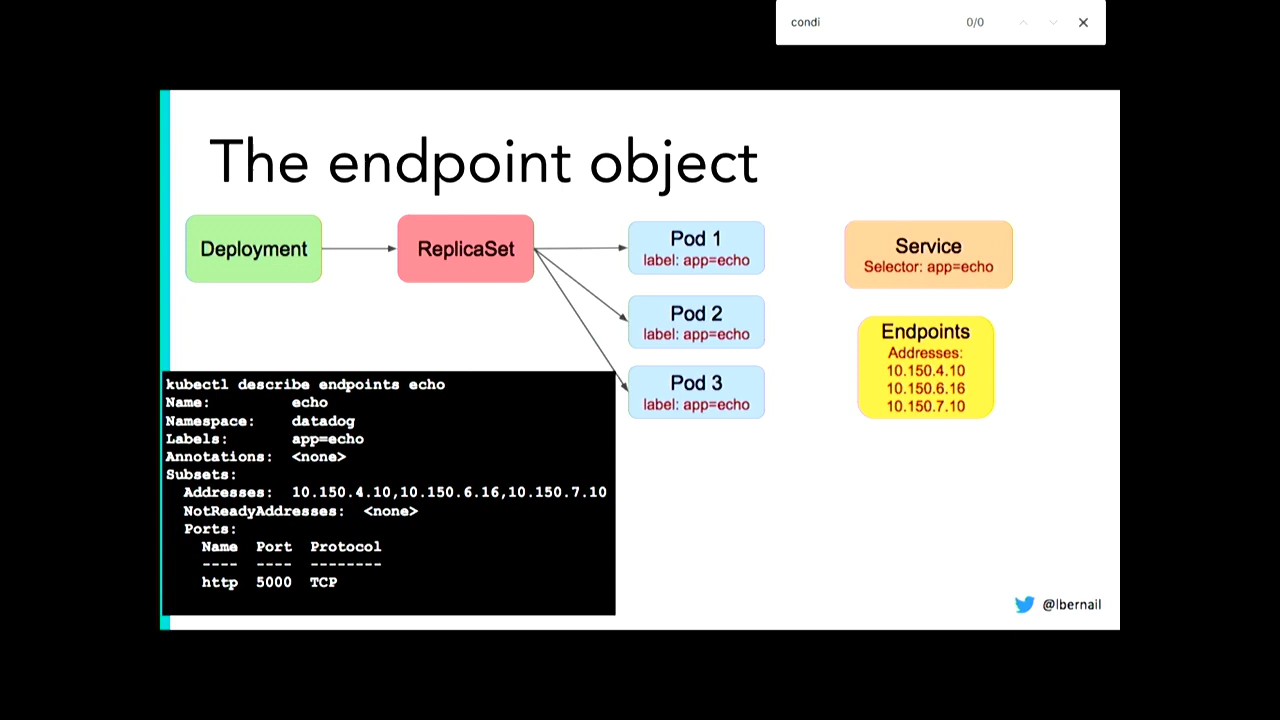 condi
0/0
The endpoint object
Deployment
ReplicaSet
Pod 1
label: app=echo
Pod 2
label: app=echo
Pod 3
label: app=echo
Service
Selector: app=echo
Endpoints
Addresses:
10.150.4.10
10.150.6.16
10.150.7.10
kubectl describe endpoints echo
Name: echo
Namespace: datadog
Labels: app=echo
Annotations: <none>
Subsets:
Addresses: 10.150.4.10,10.150.6.16,10.150.7.10
NotReadyAddresses: <none>
Ports:
Name Port Protocol
---- ---- --------
http 5000 TCP
@lbernail